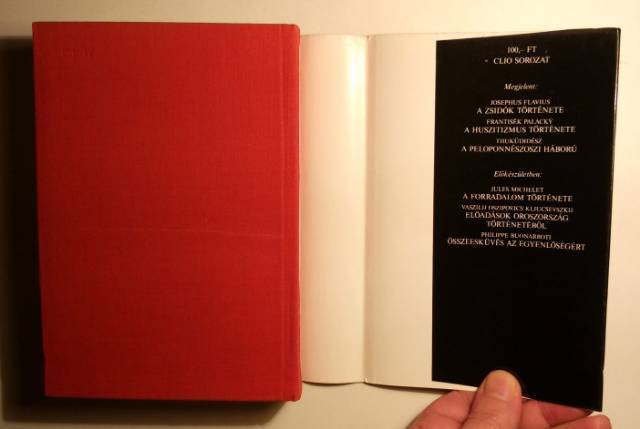 100,– FT
CLIO SOROZAT
Megjelent:
JOSEPHUS FLAVIUS
A ZSIDÓK TÖRTÉNETE
FRANTISĚK PALACKÝ
A HUSZITIZMUS TÖRTÉNETE
THUKÜDIDÉSZ
A PELOPONNÉSZOSZI HÁBORÚ
Előkészületben:
JULES MICHELET
A FORRADALOM TÖRTÉNETE
VASZILIJ OSZIPOVICS KLJUCSEVSZKIJ
ELŐADÁSOK OROSZORSZÁG
TÖRTÉNETÉBŐL
PHILIPPE BUONARROTI
ÖSSZEESKÜVÉS AZ EGYENLŐSÉGÉRT